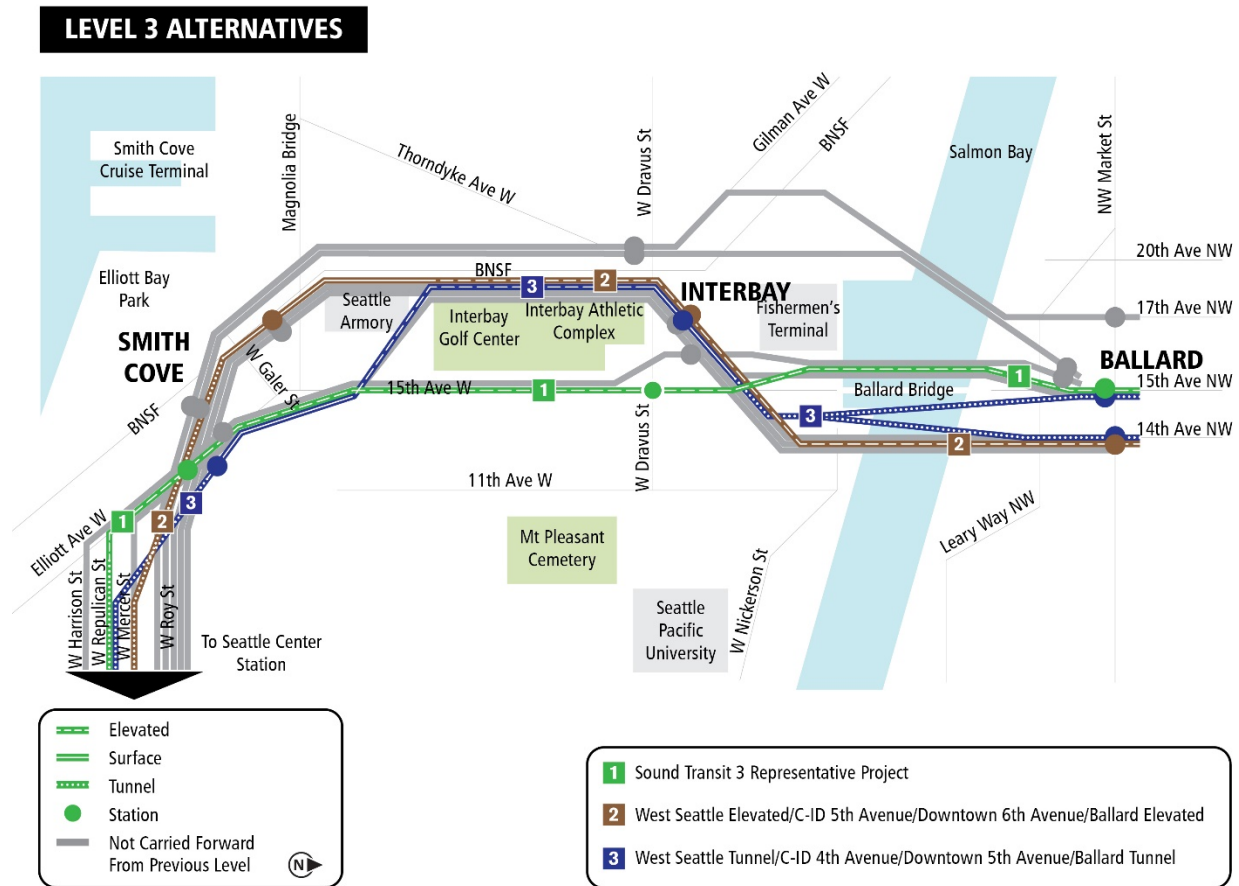 LEVEL 3 ALTERNATIVES
Smith Cove
Cruise Terminal
Magnolia Bridge
Thorndyke Ave W
W Dravus St
Gilman Ave W
BNSF
Salmon Bay
NW Market St
20th Ave NW
Elliott Bay
Park
BNSF
Seattle
Armory
Interbay
Golf Center
Interbay Athletic
Complex
INTERBAY
Fishermen's
Terminal
17th Ave NW
SMITH
COVE
W Galer St
15th Ave W
BALLARD
15th Ave NW
Ballard Bridge
14th Ave NW
BNSF
W Dravus St
11th Ave W
Leary Way NW
Elliott Ave W
Mt Pleasant
Cemetery
W Nickerson St
Seattle
Pacific
University
W Harrison St
W Repulican St
W Mercer St
W Roy St
To Seattle Center
Station
3
2
1
1
3
2
3
2
1
Elevated
Surface
Tunnel
Station
Not Carried Forward
From Previous Level
N
1 Sound Transit 3 Representative Project
2 West Seattle Elevated/C-ID 5th Avenue/Downtown 6th Avenue/Ballard Elevated
3 West Seattle Tunnel/C-ID 4th Avenue/Downtown 5th Avenue/Ballard Tunnel